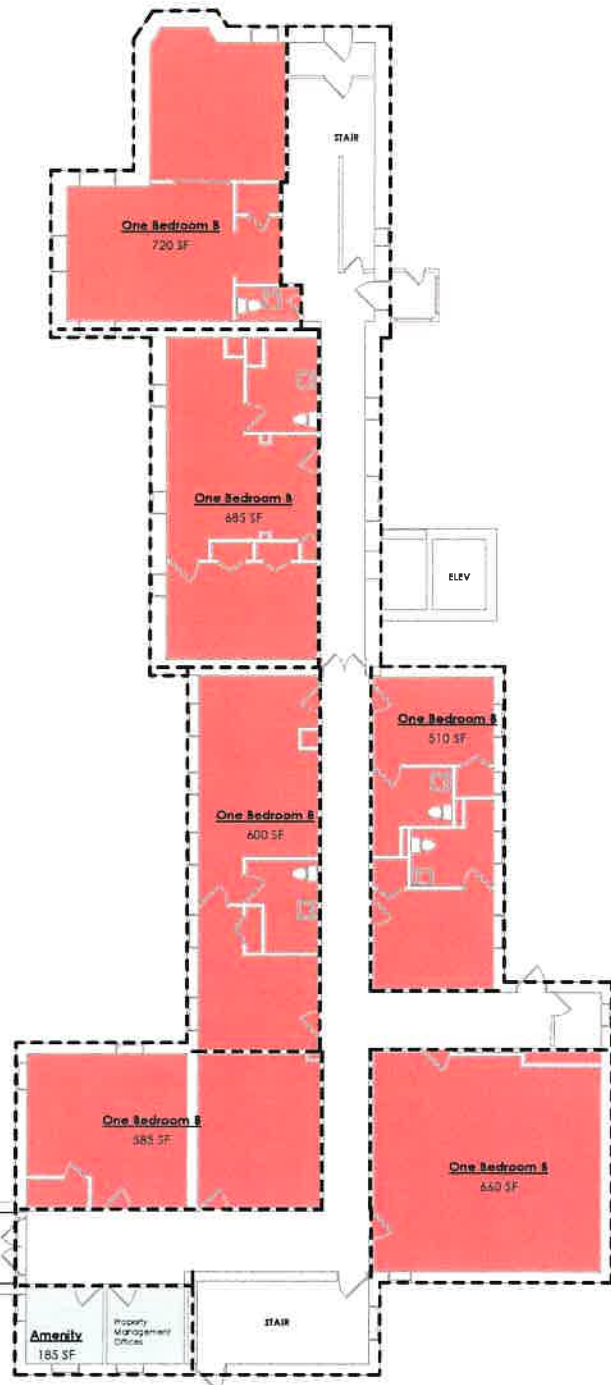 STAIR
One Bedroom B
720 SF
One Bedroom B
685 SF
ELEV
One Bedroom B
510 SF
One Bedroom B
600 SF
One Bedroom B
585 SF
One Bedroom B
660 SF
Amenity
185 SF
Property
Management
Offices
STAIR